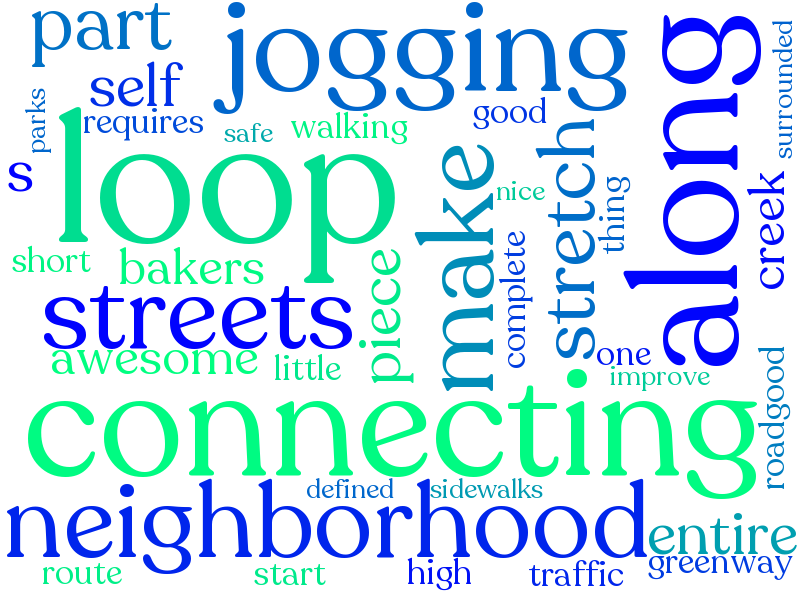 part
jogging
along
surrounded
self
parks
requires
safe
walking
good
s
loop
make
nice
stretch
thing
creek
short
bakers
piece
complete
streets
awesome
little
one
improve
roadgood
connecting
defined
sidewalks
neighborhood
entire
greenway
route
start
high
traffic